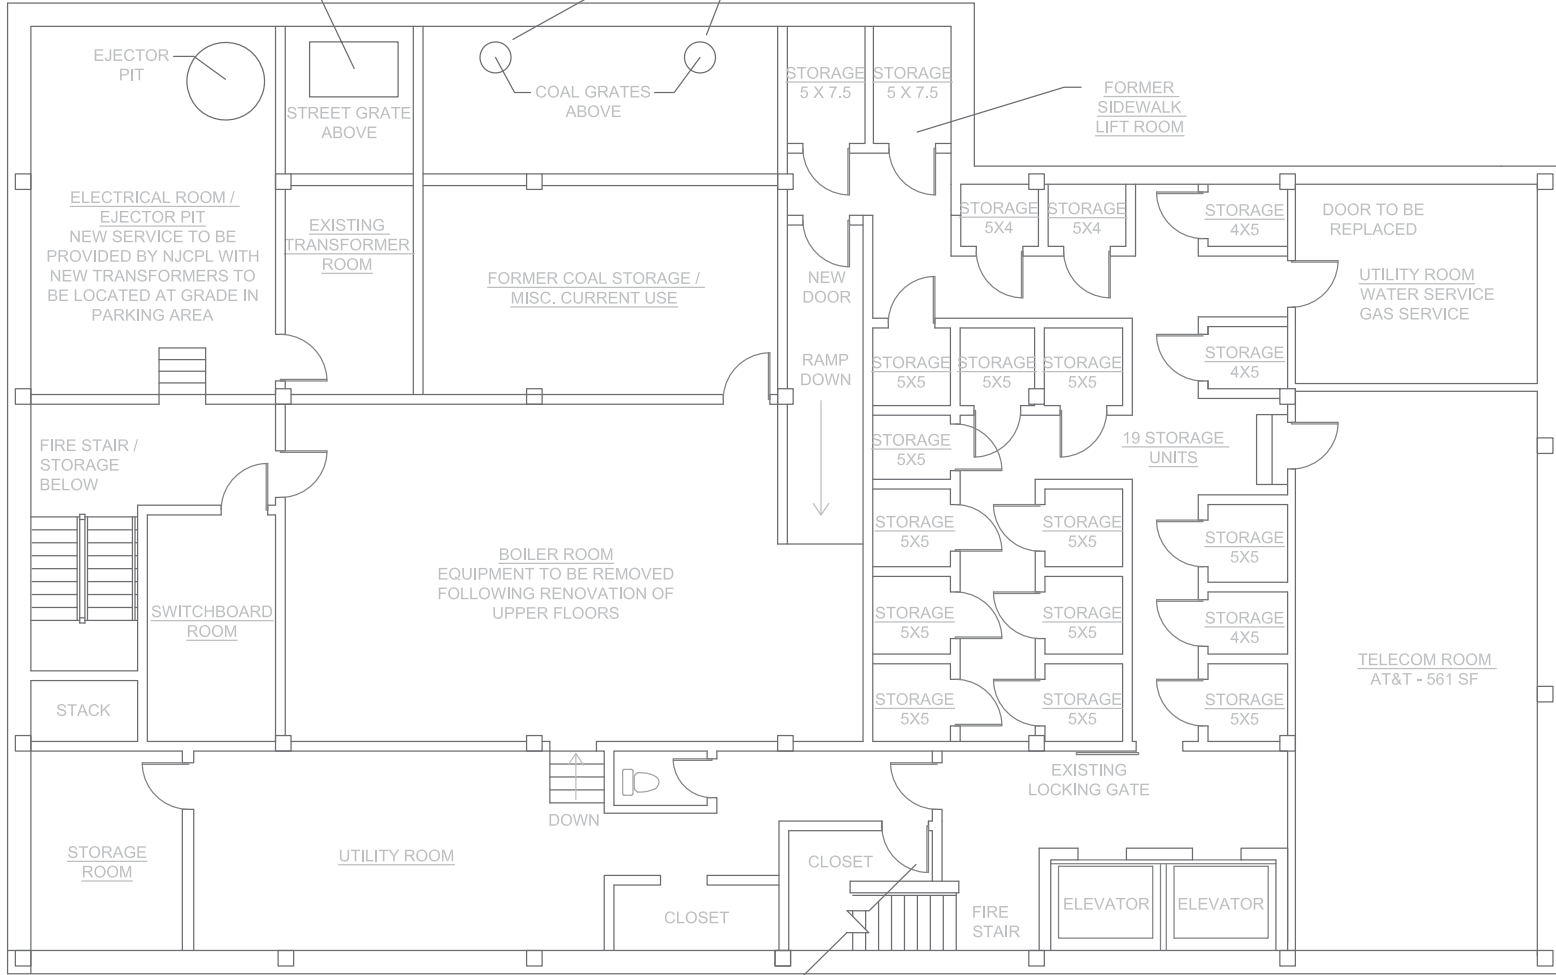 EJECTOR
PIT
STREET GRATE
ABOVE
COAL GRATES
ABOVE
STORAGE
5 X 7.5
STORAGE
5 X 7.5
FORMER
SIDEWALK
LIFT ROOM
ELECTRICAL ROOM /
EJECTOR PIT
NEW SERVICE TO BE
PROVIDED BY NJCPL WITH
NEW TRANSFORMERS TO
BE LOCATED AT GRADE IN
PARKING AREA
EXISTING
TRANSFORMER
ROOM
FORMER COAL STORAGE /
MISC. CURRENT USE
NEW
DOOR
STORAGE
5X4
STORAGE
5X4
STORAGE
4X5
DOOR TO BE
REPLACED
UTILITY ROOM
WATER SERVICE
GAS SERVICE
RAMP
DOWN
STORAGE
5X5
STORAGE
5X5
STORAGE
5X5
STORAGE
4X5
FIRE STAIR /
STORAGE
BELOW
STORAGE
5X5
19 STORAGE
UNITS
BOILER ROOM
EQUIPMENT TO BE REMOVED
FOLLOWING RENOVATION OF
UPPER FLOORS
STORAGE
5X5
STORAGE
5X5
STORAGE
5X5
SWITCHBOARD
ROOM
STORAGE
5X5
STORAGE
5X5
STORAGE
4X5
TELECOM ROOM
AT&T - 561 SF
STACK
STORAGE
5X5
STORAGE
5X5
STORAGE
5X5
EXISTING
LOCKING GATE
DOWN
STORAGE
ROOM
UTILITY ROOM
CLOSET
CLOSET
FIRE
STAIR
ELEVATOR
ELEVATOR